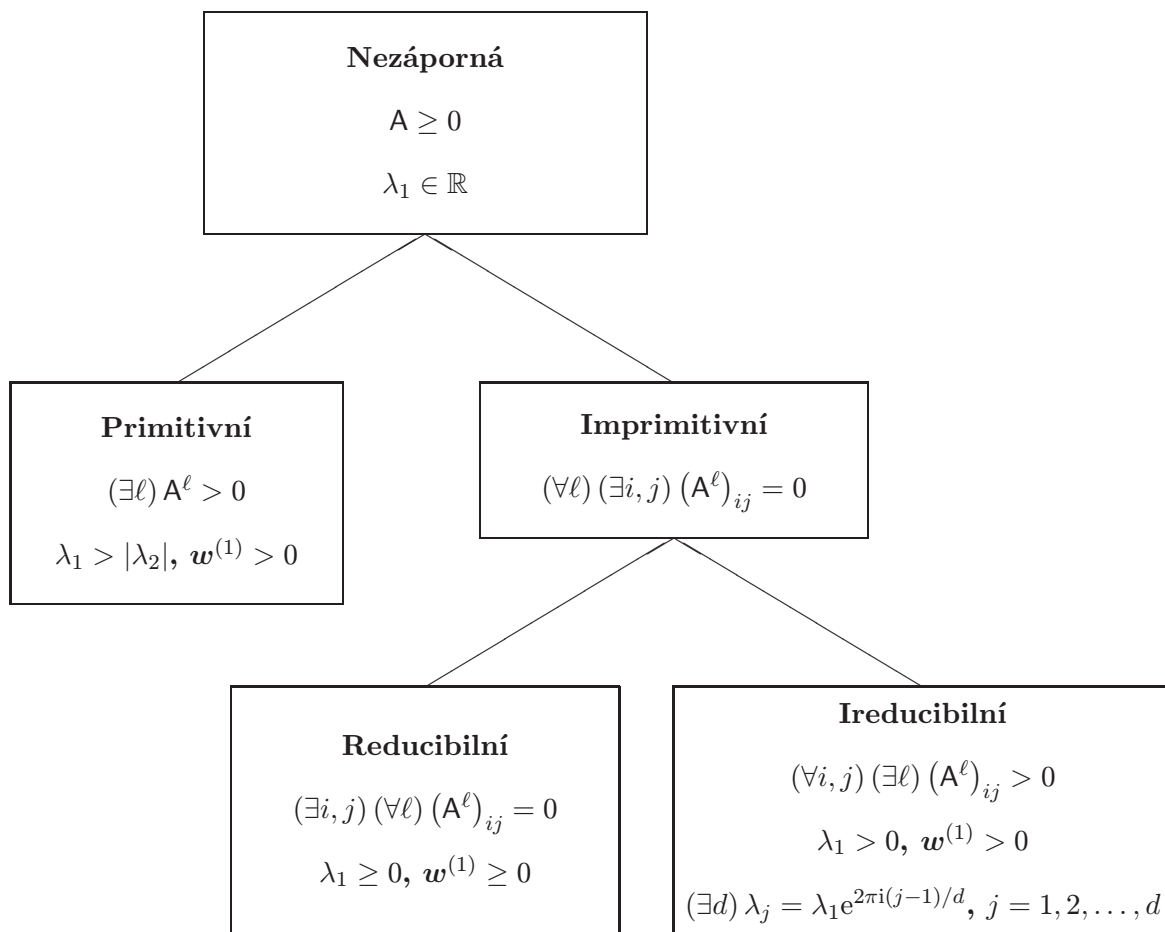 Nezáporná
A ≥ 0
λ₁ ∈ ℝ
Primitivní
(∃ℓ) A^ℓ > 0
λ₁ > |λ₂|, w^(1) > 0
Imprimitivní
(∀ℓ) (∃i, j) (A^ℓ)_ij = 0
Reducibilní
(∃i, j) (∀ℓ) (A^ℓ)_ij = 0
λ₁ ≥ 0, w^(1) ≥ 0
Ireducibilní
(∀i, j) (∃ℓ) (A^ℓ)_ij > 0
λ₁ > 0, w^(1) > 0
(∃d) λ_j = λ₁e^{2πi(j−1)/d}, j = 1, 2, . . . , d